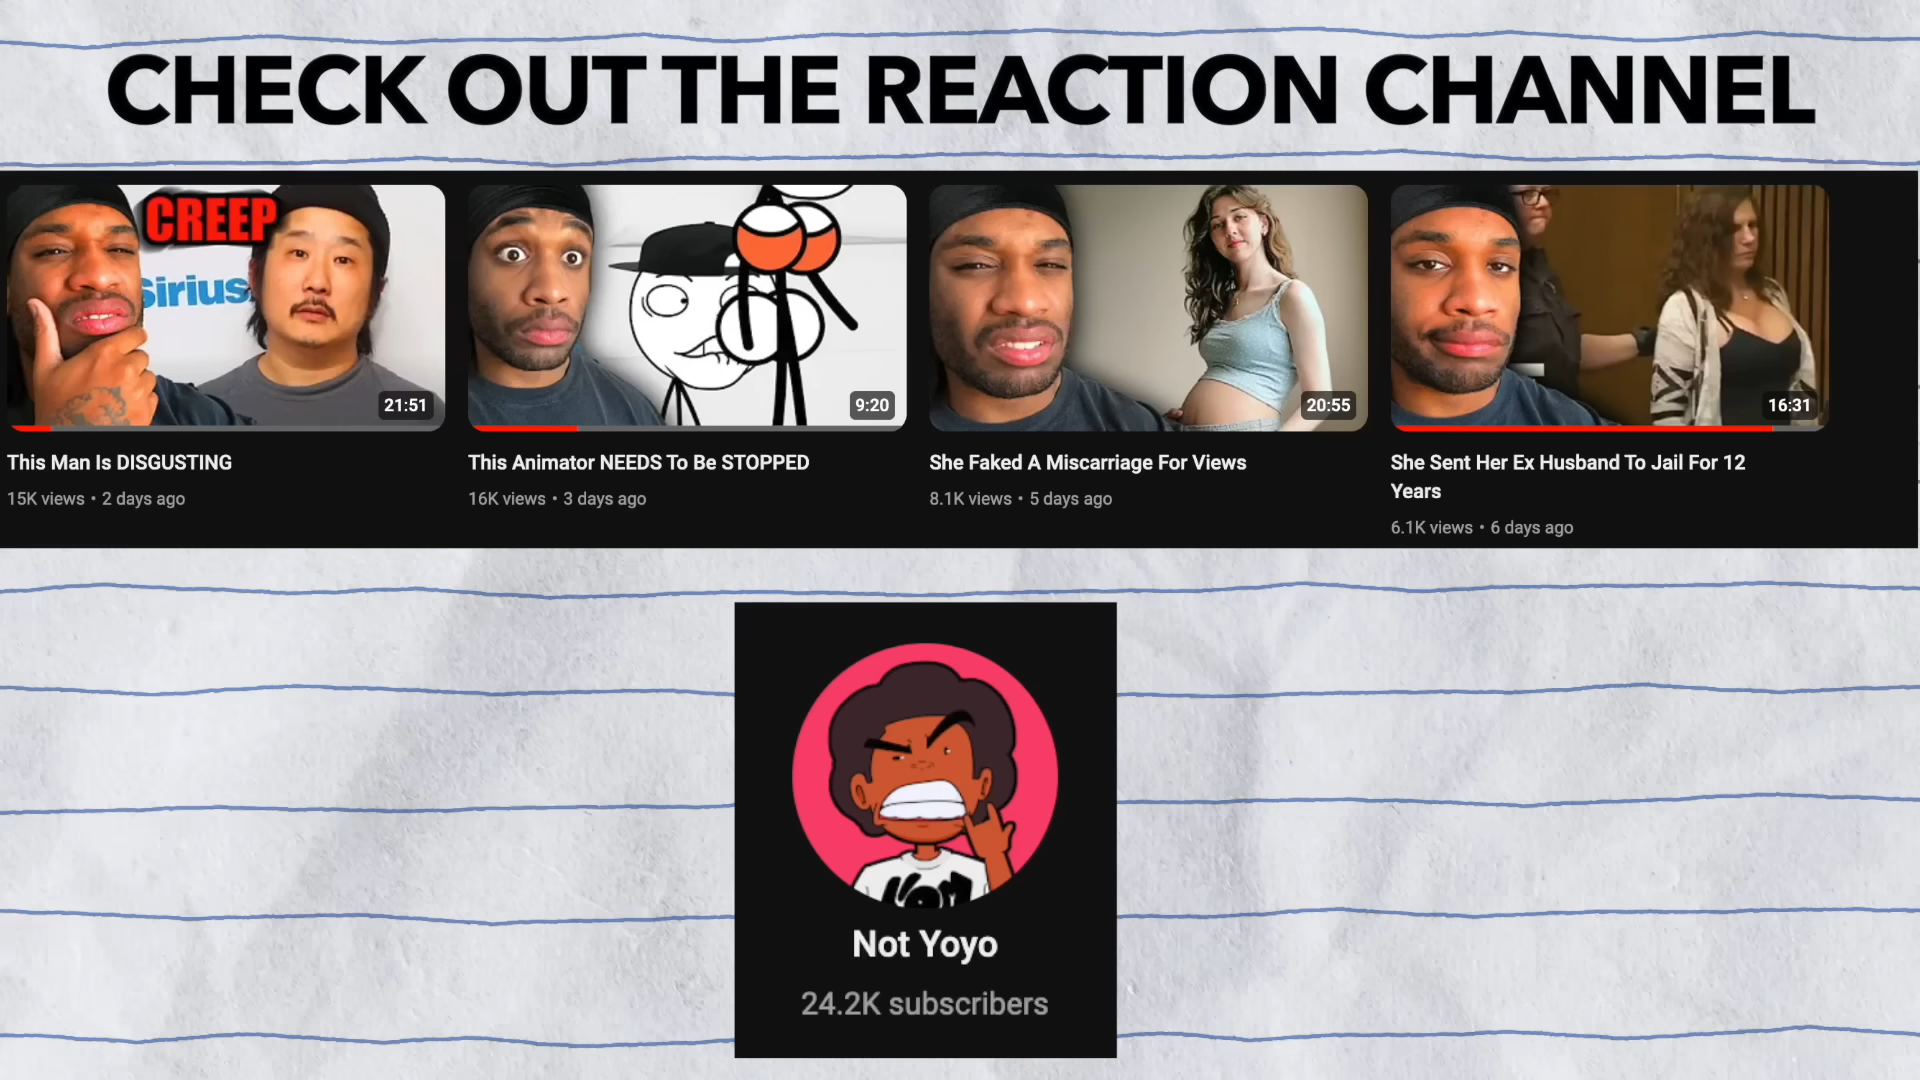 CHECK OUT THE REACTION CHANNEL
CREEP
Sirius
21:51
9:20
20:55
16:31
This Man Is DISGUSTING
This Animator NEEDS To Be STOPPED
She Faked A Miscarriage For Views
She Sent Her Ex Husband To Jail For 12
Years
15K views • 2 days ago
16K views • 3 days ago
8.1K views • 5 days ago
6.1K views • 6 days ago
Not Yoyo
24.2K subscribers